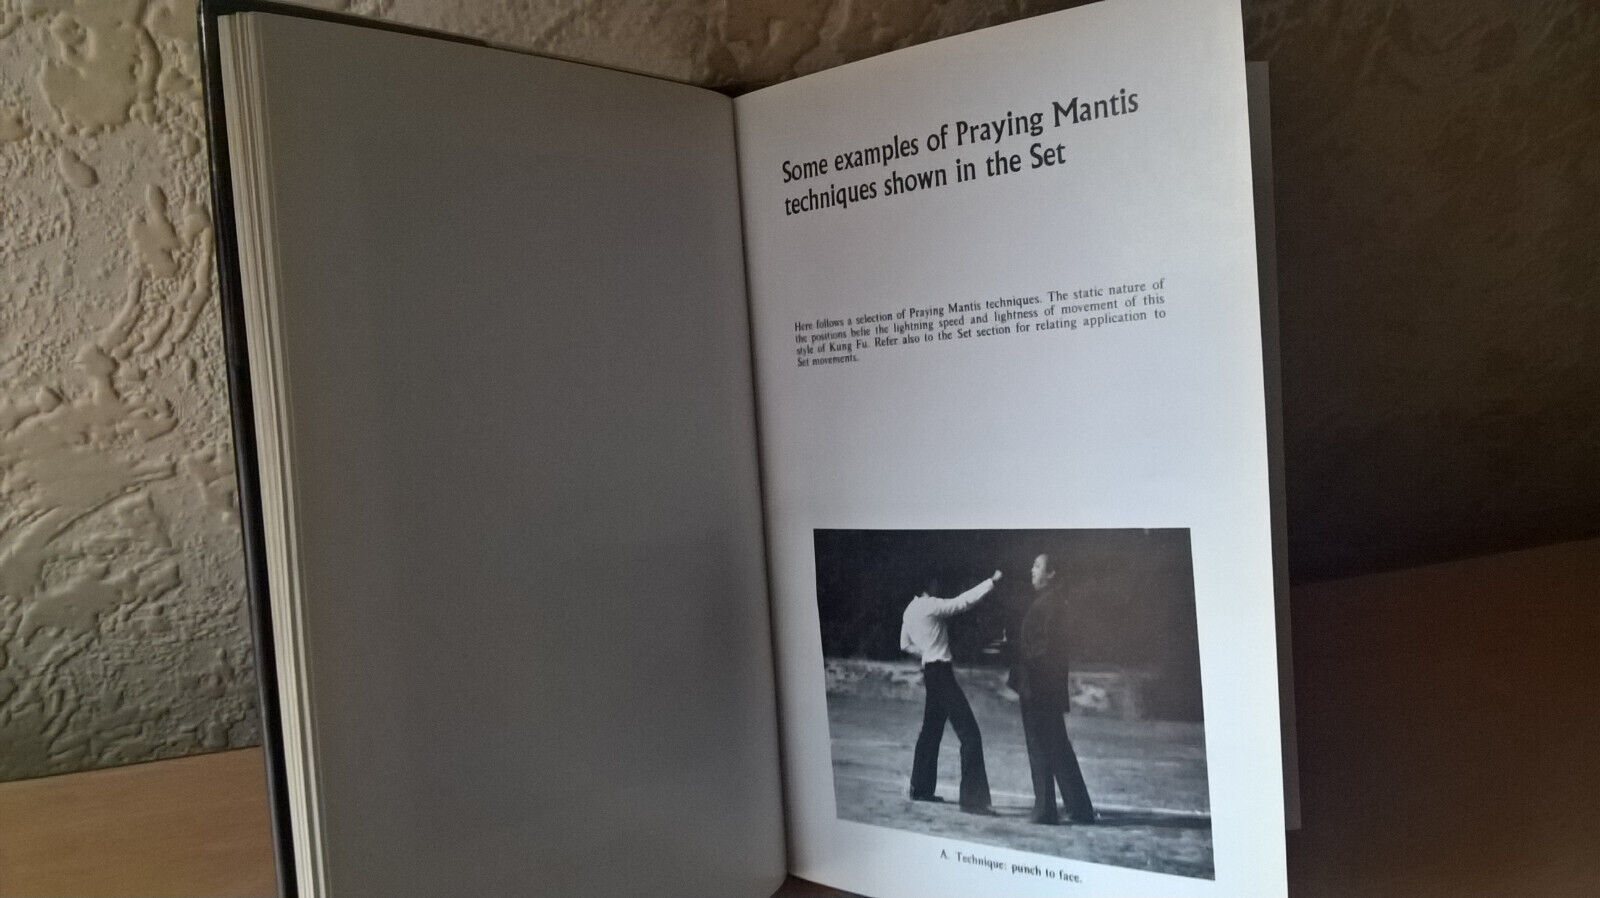 Some examples of Praying Mantis
techniques shown in the Set
Here follows a selection of Praying Mantis techniques. The static nature of
the positions belie the lightning speed and lightness of movement of this
style of Kung Fu. Refer also to the Set section for relating application to
Set movements.
A. Technique: punch to face.